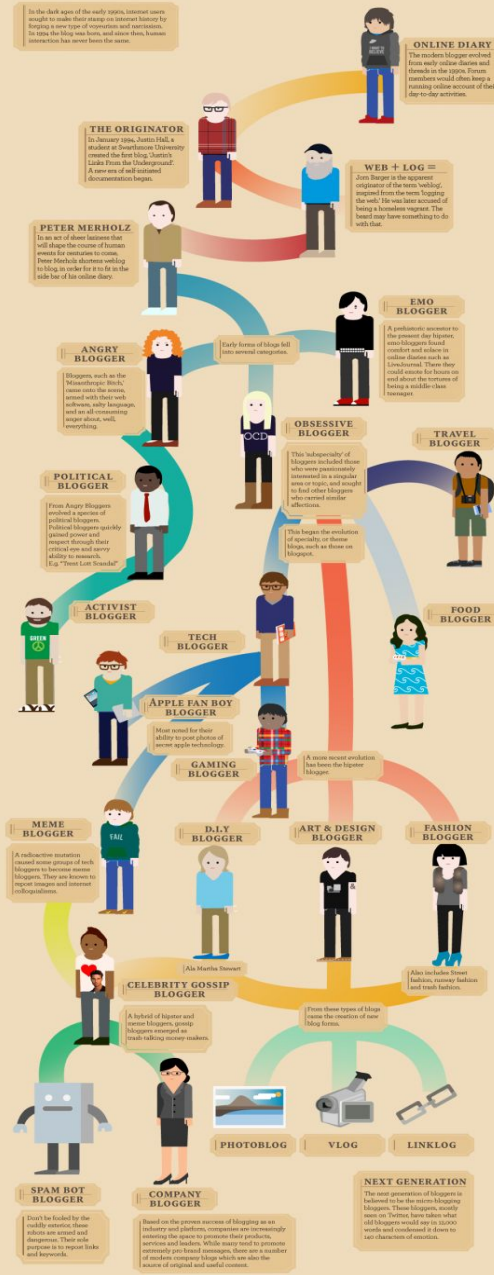 In the dark ages of the early 1990s, internet users
sought to make their stamp on internet history by
forging a new type of voyeurism and narcissism.
In 1994 the blog was born, and since then, human
interaction has never been the same.
ONLINE DIARY
The modern blogger evolved
from early online diaries and
threads in the 1990s. Forum
members would often keep a
running online account of their
day-to-day activities.
THE ORIGINATOR
In January 1994, Justin Hall, a
student at Swarthmore University
created the first blog, 'Justin's
Links From the Underground'.
A new era of self-initiated
documentation began.
WEB + LOG =
Jorn Barger is the apparent
originator of the term 'weblog',
inspired from the term 'logging
the web.' He was later accused of
being a homeless vagrant. The
beard may have something to do
with that.
PETER MERHOLZ
In an act of sheer laziness that
will shape the course of human
events for centuries to come,
Peter Merholz shortens weblog
to blog, in order for it to fit in the
side bar of his online diary.
EMO
BLOGGER
A prehistoric ancestor to
the present day hipster,
emo-bloggers found
comfort and solace in
online diaries such as
LiveJournal. There they
could emote for hours on
end about the tortures of
being a middle-class
teenager.
Early forms of blogs fell
into several categories.
ANGRY
BLOGGER
Bloggers, such as the
'Misanthropic Bitch,'
came onto the scene,
armed with their web
software, salty language,
and an all-consuming
anger about, well,
everything.
OCD
OBSESSIVE
BLOGGER
This 'subspecialty' of
bloggers included those
who were passionately
interested in a singular
area or topic, and sought
to find other bloggers
who carried similar
affections.
TRAVEL
BLOGGER
POLITICAL
BLOGGER
From Angry Bloggers
evolved a species of
political bloggers.
Political bloggers quickly
gained power and
respect through their
critical eye and savvy
ability to research.
E.g. "Trent Lott Scandal"
This began the evolution
of specialty, or theme
blogs, such as those on
blogspot.
ACTIVIST
BLOGGER
GREEN
TECH
BLOGGER
FOOD
BLOGGER
APPLE FAN BOY
BLOGGER
Most noted for their
ability to post photos of
secret apple technology.
GAMING
BLOGGER
A more recent evolution
has been the hipster
blogger.
MEME
BLOGGER
FAIL
A radioactive mutation
caused some groups of tech
bloggers to become meme
bloggers. They are known to
repost images and internet
colloquialisms.
D.I.Y
BLOGGER
ART & DESIGN
BLOGGER
FASHION
BLOGGER
Ala Martha Stewart
Also includes Street
fashion, runway fashion
and trash fashion.
CELEBRITY GOSSIP
BLOGGER
A hybrid of hipster and
meme bloggers, gossip
bloggers emerged as
trash-talking money-makers.
From these types of blogs
came the creation of new
blog forms.
PHOTOBLOG
VLOG
LINKLOG
SPAM BOT
BLOGGER
Don't be fooled by the
cuddly exterior, these
robots are armed and
dangerous. Their sole
purpose is to repost links
and keywords.
COMPANY
BLOGGER
Based on the proven success of blogging as an
industry and platform, companies are increasingly
entering the space to promote their products,
services and leaders. While many tend to promote
extremely pro-brand messages, there are a number
of modern company blogs which are also the
source of original and useful content.
NEXT GENERATION
The next generation of bloggers is
believed to be the micro-blogging
bloggers. These bloggers, mostly
seen on Twitter, have taken what
old bloggers would say in 12,000
words and condensed it down to
140 characters of emotion.